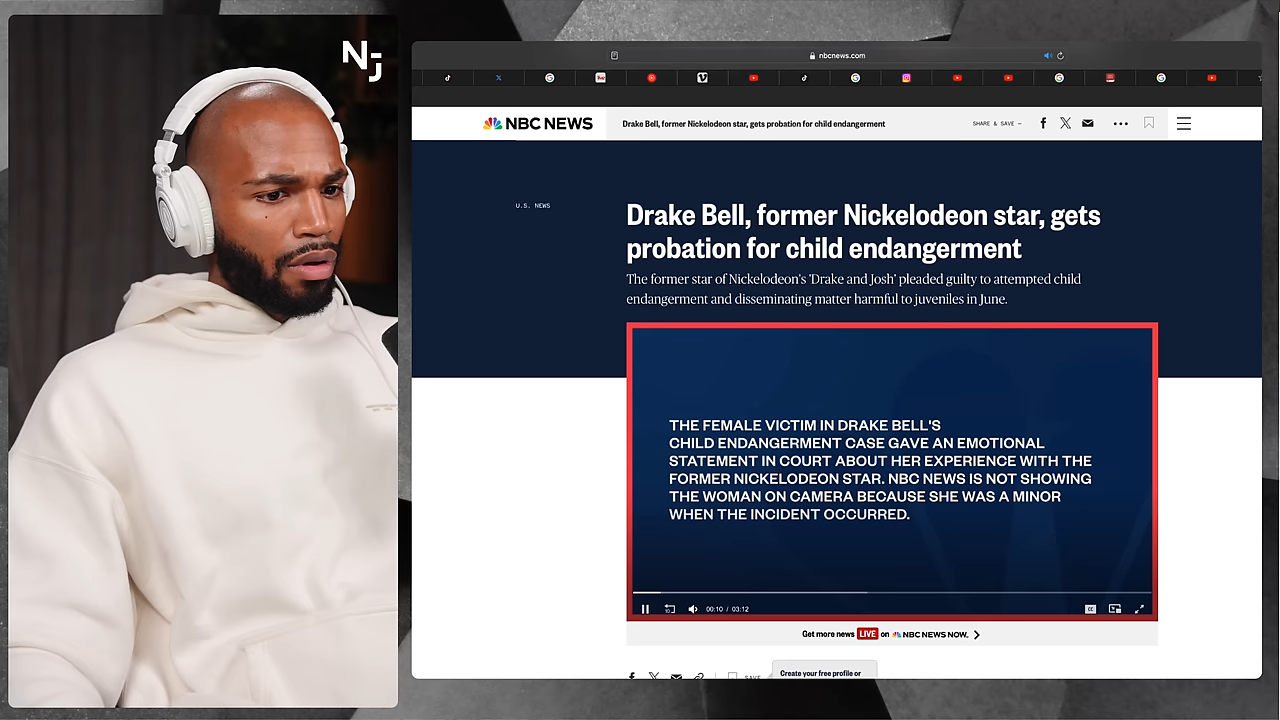 NJ
nbcnews.com
NBC NEWS
Drake Bell, former Nickelodeon star, gets probation for child endangerment
SHARE & SAVE —
U.S. NEWS
Drake Bell, former Nickelodeon star, gets
probation for child endangerment
The former star of Nickelodeon's 'Drake and Josh' pleaded guilty to attempted child
endangerment and disseminating matter harmful to juveniles in June.
THE FEMALE VICTIM IN DRAKE BELL'S
CHILD ENDANGERMENT CASE GAVE AN EMOTIONAL
STATEMENT IN COURT ABOUT HER EXPERIENCE WITH THE
FORMER NICKELODEON STAR. NBC NEWS IS NOT SHOWING
THE WOMAN ON CAMERA BECAUSE SHE WAS A MINOR
WHEN THE INCIDENT OCCURRED.
00:10 / 03:12
CC
Get more news LIVE on NBC NEWS NOW.
SAVE
Create your free profile or